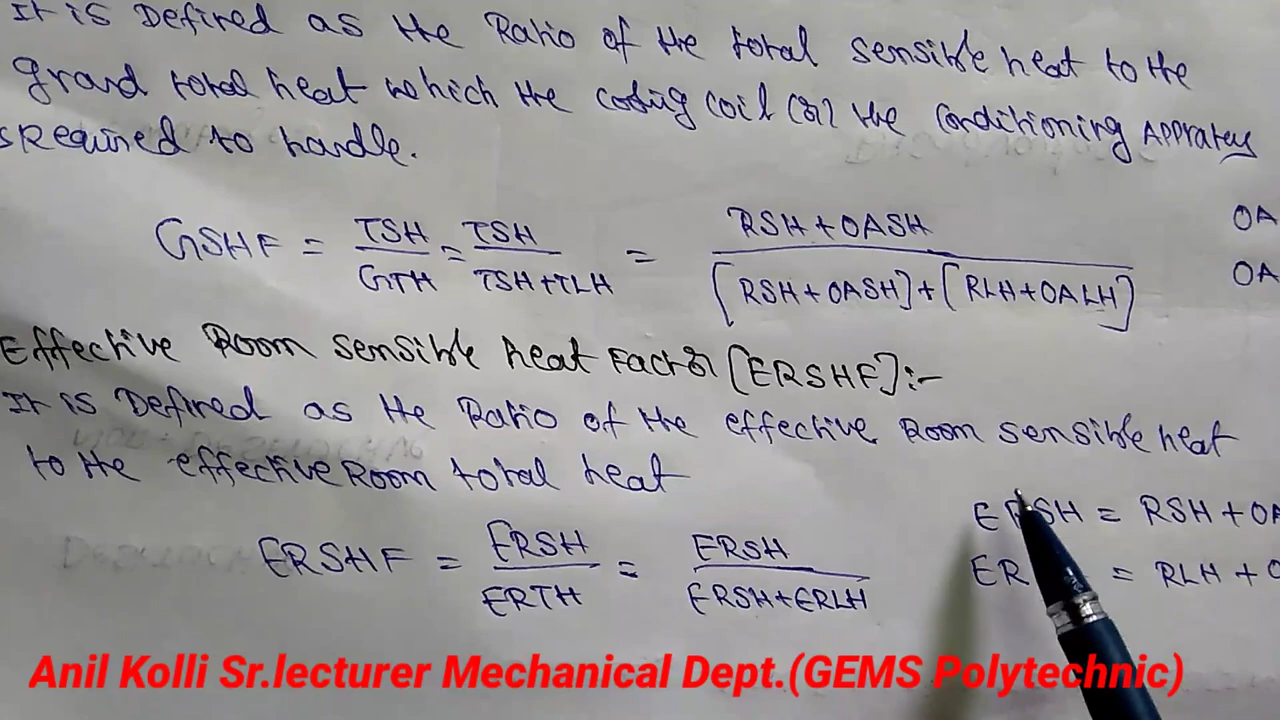 It is Defined as the Ratio of the total sensible heat to the
grand total heat which the cooling coil (or) the Conditioning Appratus
is Required to handle.
GSHF = TSH/GTH = TSH/TSH+TLH = RSH+OASH/[RSH+OASH]+[RLH+OALH]
OA
OA
Effective Room sensible heat Factor [ERSHF]:-
It is Defined as the Ratio of the effective Room sensible heat
to the effective Room total heat
ERSHF = ERSH/ERTH = ERSH/ERSH+ERLH
ERSH = RSH+OA
ER = RLH+O
Anil Kolli Sr.lecturer Mechanical Dept.(GEMS Polytechnic)